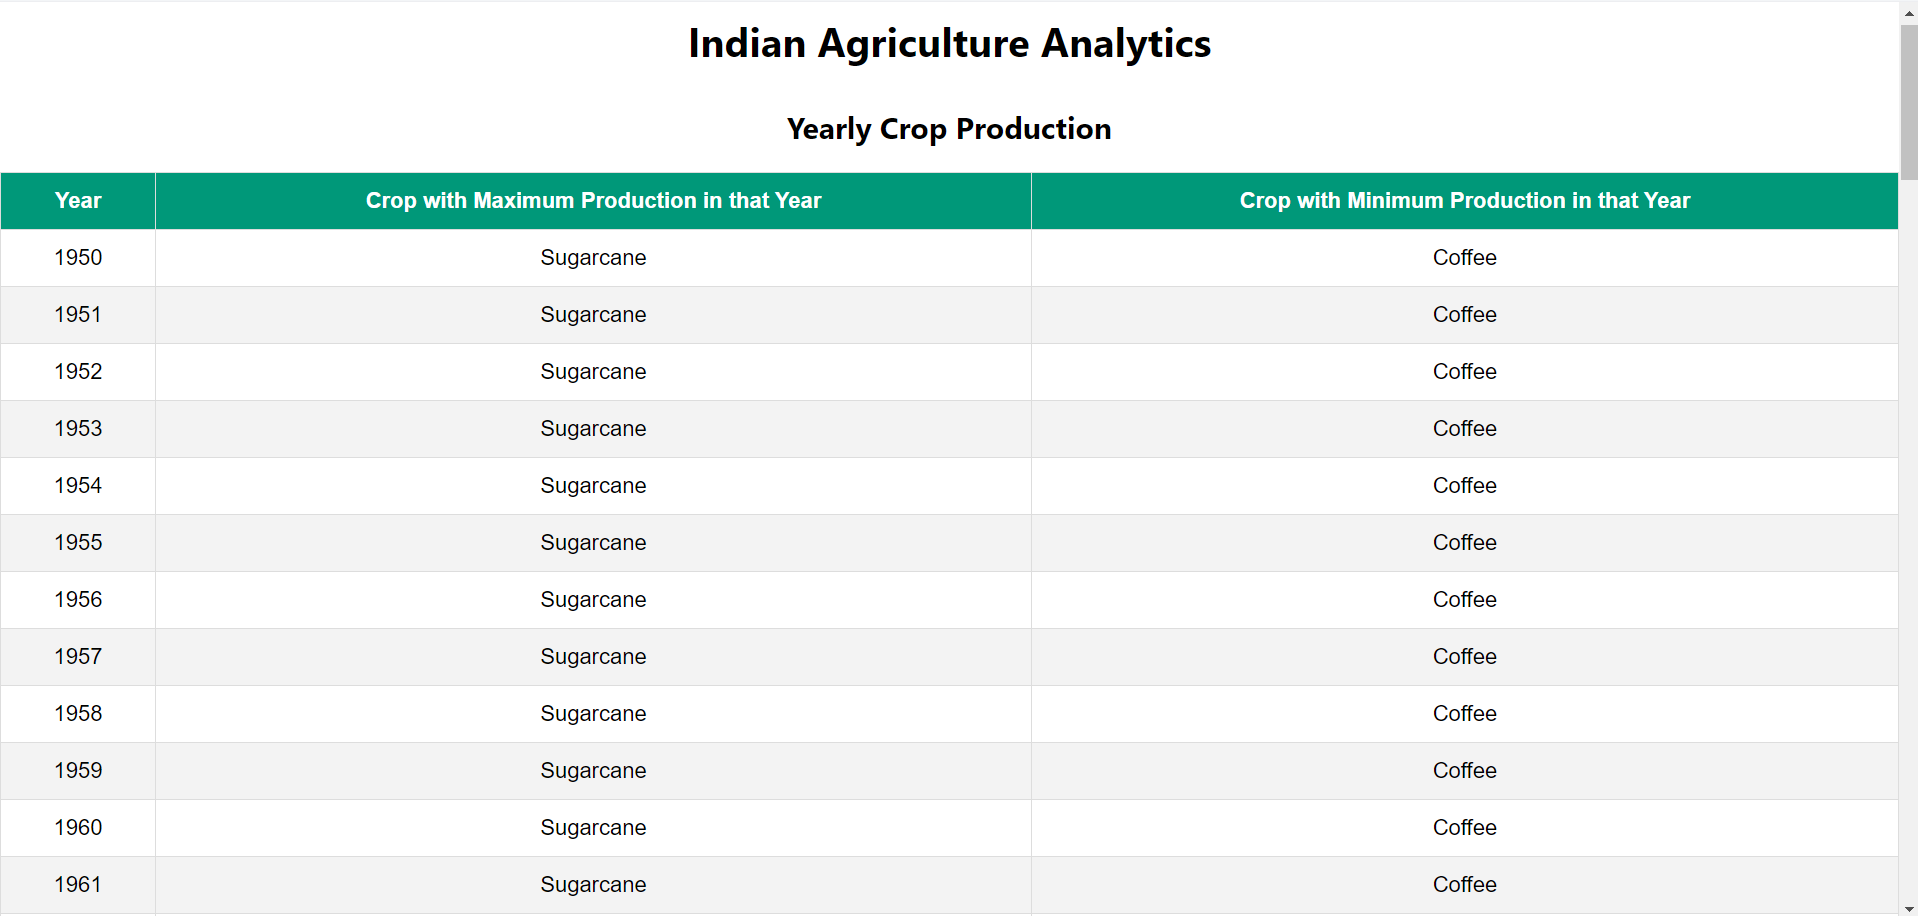 Indian Agriculture Analytics
Yearly Crop Production
Year Crop with Maximum Production in that Year Crop with Minimum Production in that Year
1950 Sugarcane Coffee
1951 Sugarcane Coffee
1952 Sugarcane Coffee
1953 Sugarcane Coffee
1954 Sugarcane Coffee
1955 Sugarcane Coffee
1956 Sugarcane Coffee
1957 Sugarcane Coffee
1958 Sugarcane Coffee
1959 Sugarcane Coffee
1960 Sugarcane Coffee
1961 Sugarcane Coffee